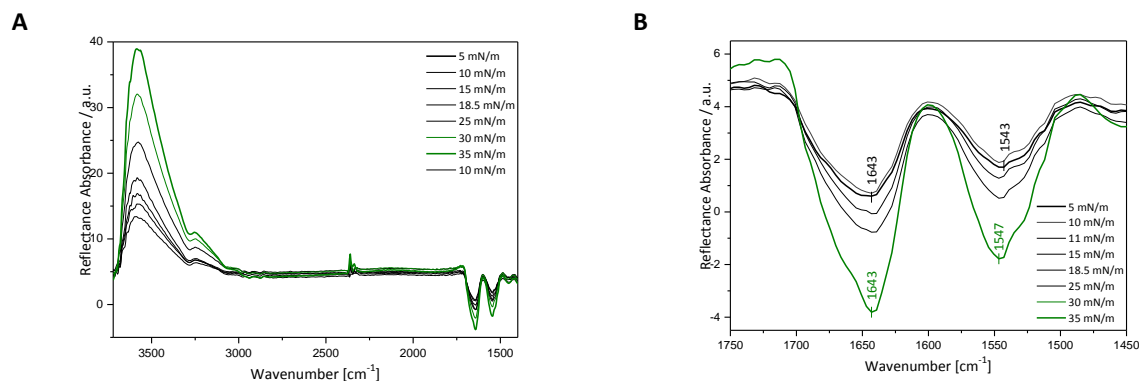 A
Reflectance Absorbance / a.u.
40
30
20
10
0
5 mN/m
10 mN/m
15 mN/m
18.5 mN/m
25 mN/m
30 mN/m
35 mN/m
10 mN/m
3500 3000 2500 2000 1500
Wavenumber [cm⁻¹]
B
Reflectance Absorbance / a.u.
6
4
2
0
-2
-4
1643
1543
1643
1547
5 mN/m
10 mN/m
11 mN/m
15 mN/m
18.5 mN/m
25 mN/m
30 mN/m
35 mN/m
1750 1700 1650 1600 1550 1500 1450
Wavenumber [cm⁻¹]